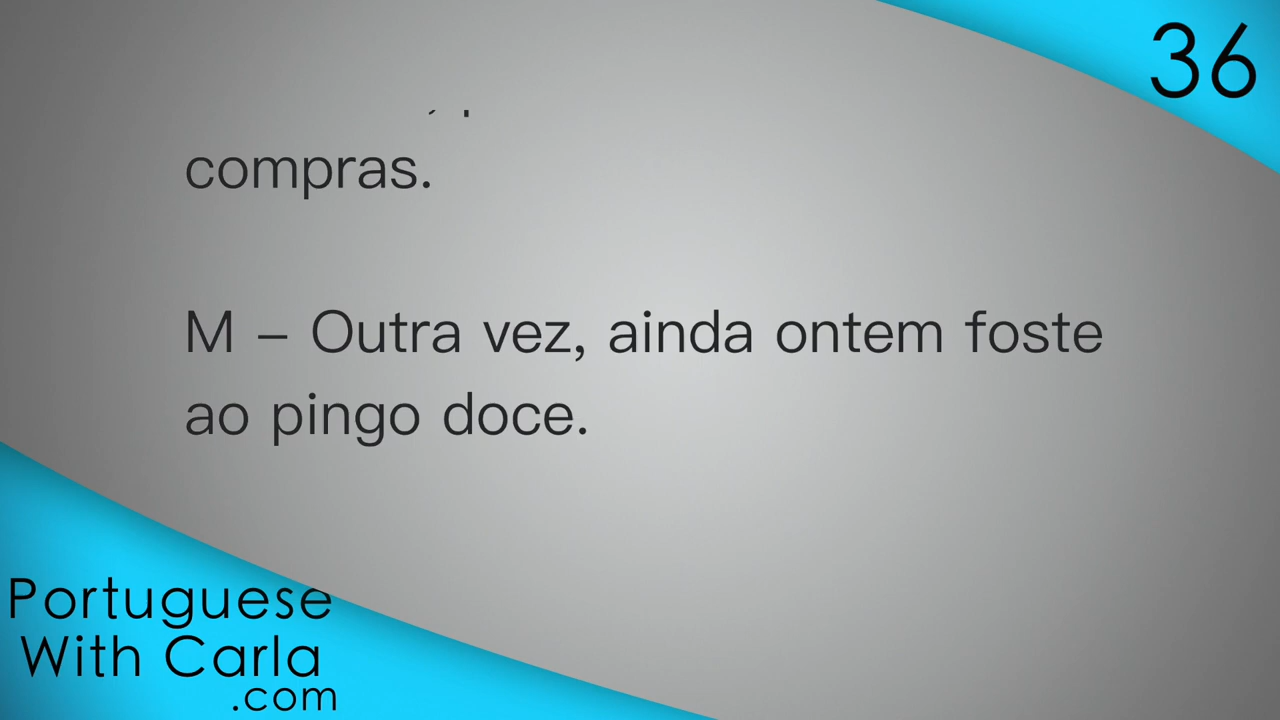 36
compras.
M – Outra vez, ainda ontem foste
ao pingo doce.
Portuguese
With Carla
.com